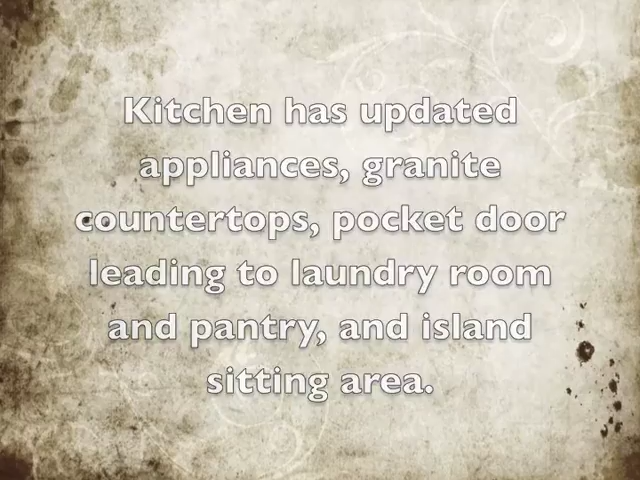 Kitchen has updated
appliances, granite
countertops, pocket door
leading to laundry room
and pantry, and island
sitting area.